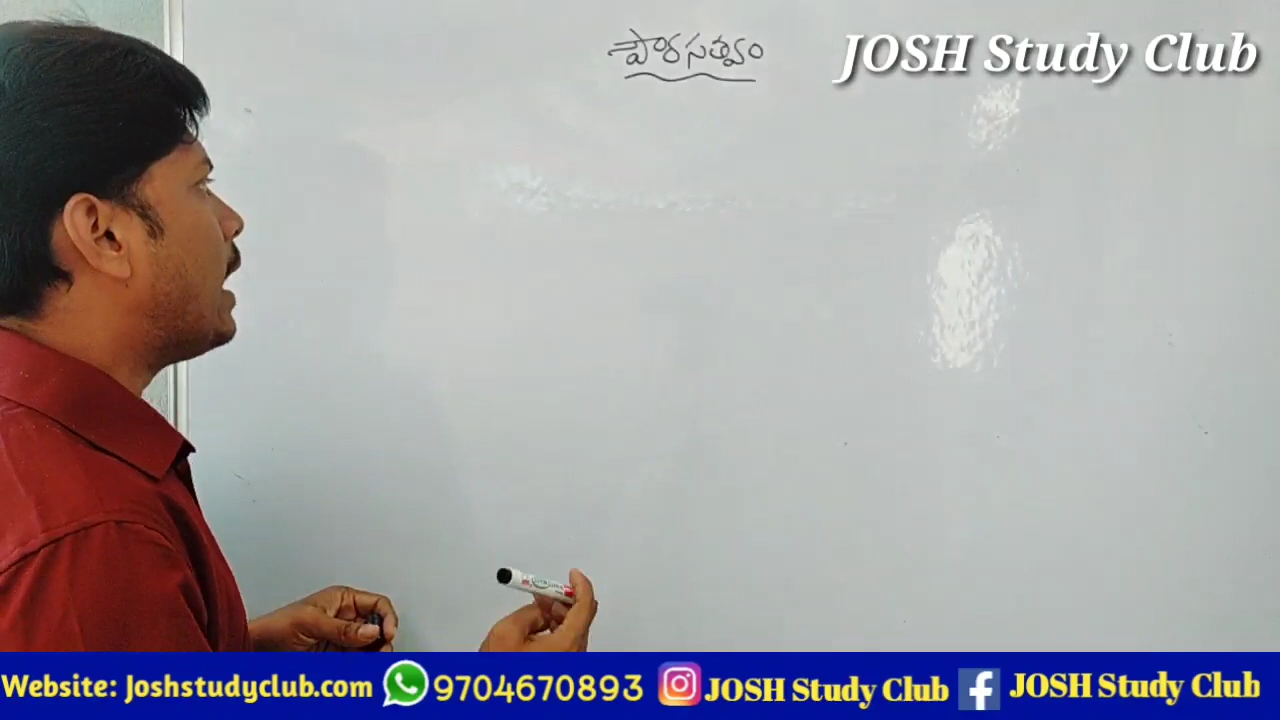 పౌరసత్వం
JOSH Study Club
Website: Joshstudyclub.com 9704670893 JOSH Study Club JOSH Study Club